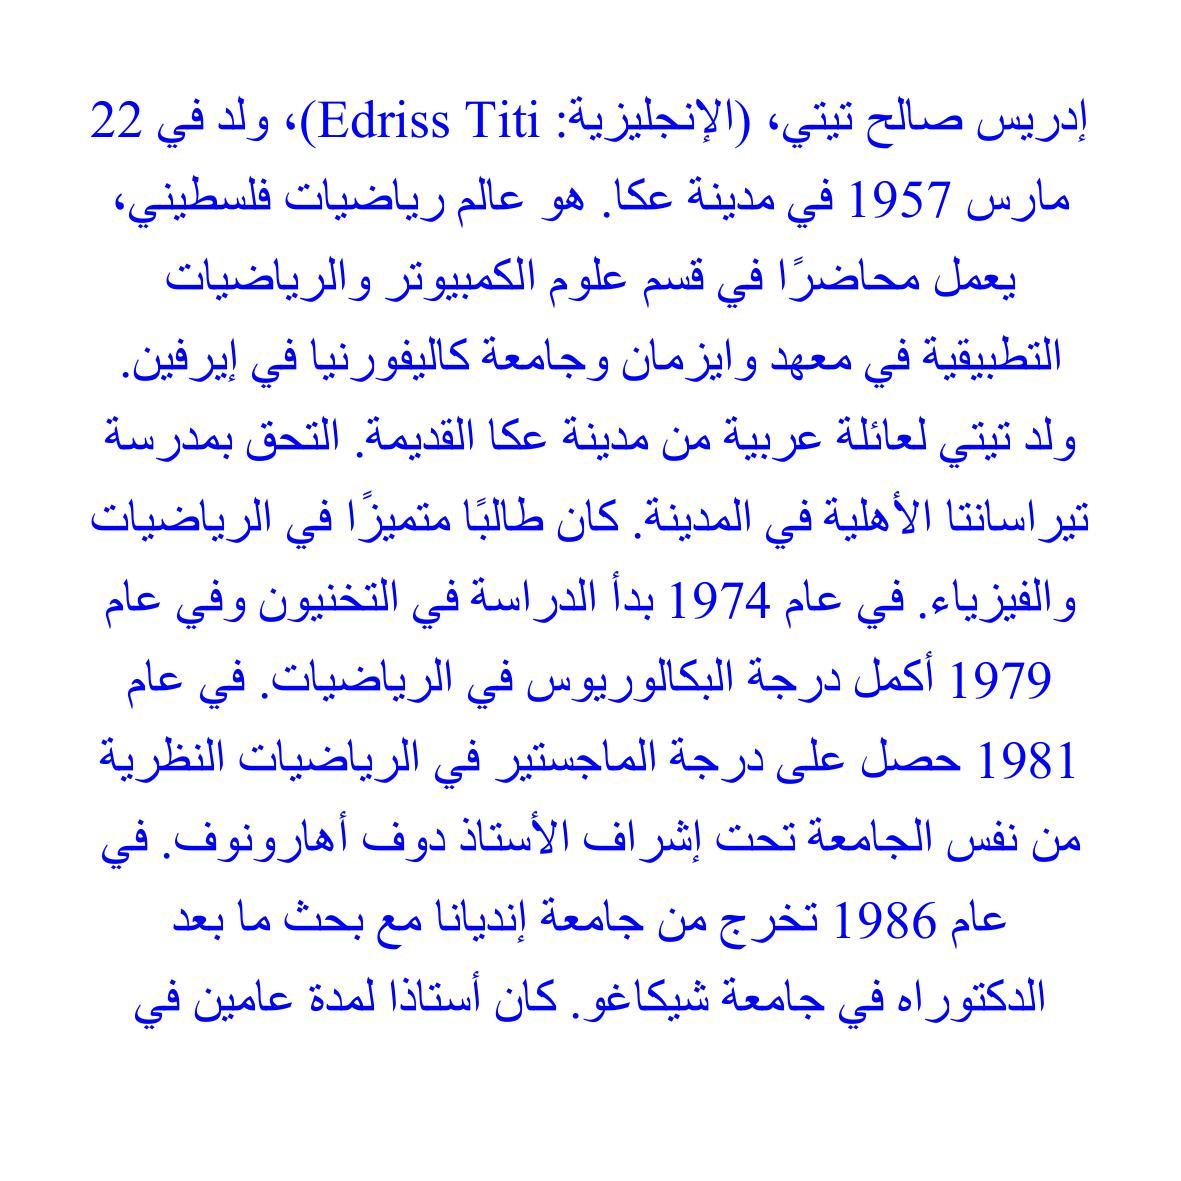 إدريس صالح تيتي، (الإنجليزية: Edriss Titi)، ولد في 22
مارس 1957 في مدينة عكا. هو عالم رياضيات فلسطيني،
يعمل محاضرًا في قسم علوم الكمبيوتر والرياضيات
التطبيقية في معهد وايزمان وجامعة كاليفورنيا في إيرفين.
ولد تيتي لعائلة عربية من مدينة عكا القديمة. التحق بمدرسة
تيراسانتا الأهلية في المدينة. كان طالبًا متميزًا في الرياضيات
والفيزياء. في عام 1974 بدأ الدراسة في التخنيون وفي عام
1979 أكمل درجة البكالوريوس في الرياضيات. في عام
1981 حصل على درجة الماجستير في الرياضيات النظرية
من نفس الجامعة تحت إشراف الأستاذ دوف أهارونوف. في
عام 1986 تخرج من جامعة إنديانا مع بحث ما بعد
الدكتوراه في جامعة شيكاغو. كان أستاذا لمدة عامين في